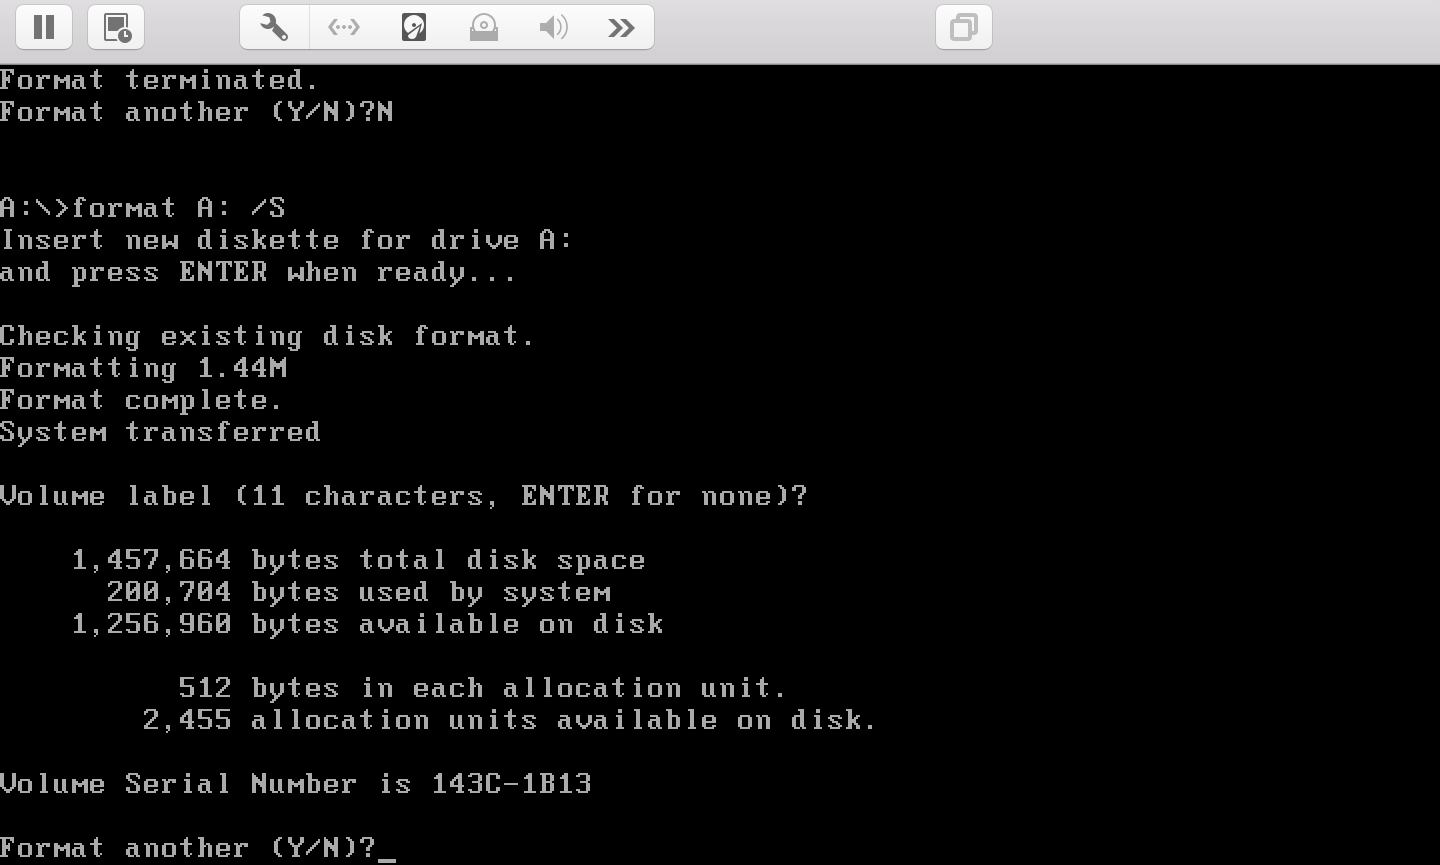 Format terminated.
Format another (Y/N)?N
A:\>format A: /S
Insert new diskette for drive A:
and press ENTER when ready...
Checking existing disk format.
Formatting 1.44M
Format complete.
System transferred
Volume label (11 characters, ENTER for none)?
1,457,664 bytes total disk space
200,704 bytes used by system
1,256,960 bytes available on disk
512 bytes in each allocation unit.
2,455 allocation units available on disk.
Volume Serial Number is 143C-1B13
Format another (Y/N)?_